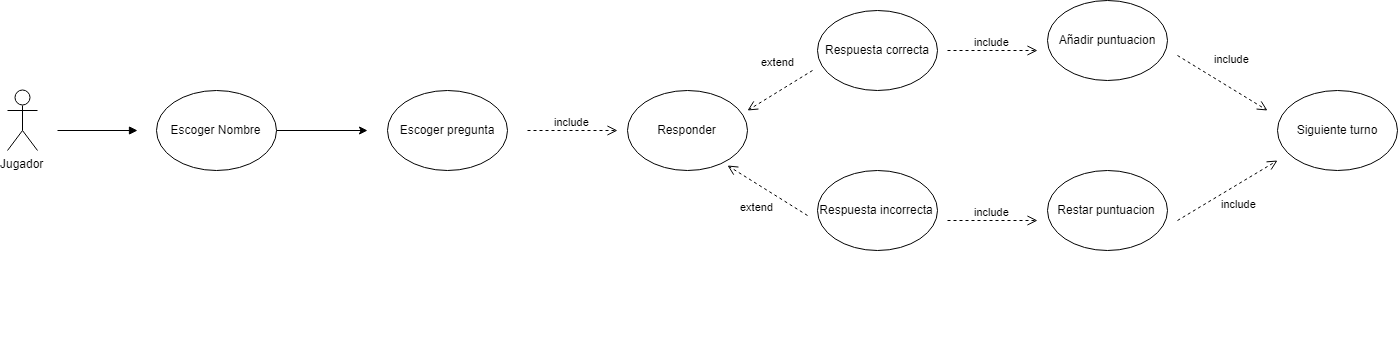 Jugador
Escoger Nombre
Escoger pregunta
include
Responder
extend
Respuesta correcta
include
Añadir puntuacion
include
extend
Respuesta incorrecta
include
Restar puntuacion
include
Siguiente turno